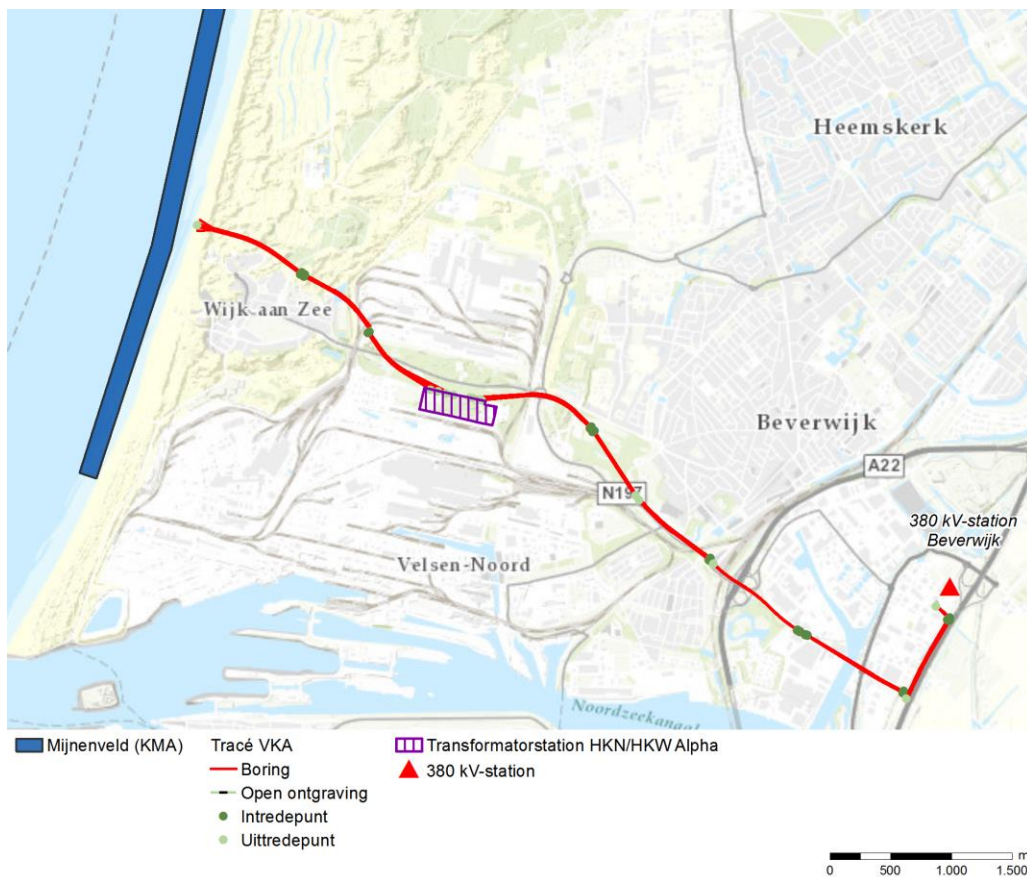 Heemskerk
Wijk aan Zee
Beverwijk
A22
N197
380 kV-station
Beverwijk
Velsen-Noord
Noordzeekanaal
Mijnenveld (KMA)
Tracé VKA
Transformatorstation HKN/HKW Alpha
Boring
380 kV-station
Open ontgraving
Intredepunt
Uittredepunt
m
0 500 1.000 1.500